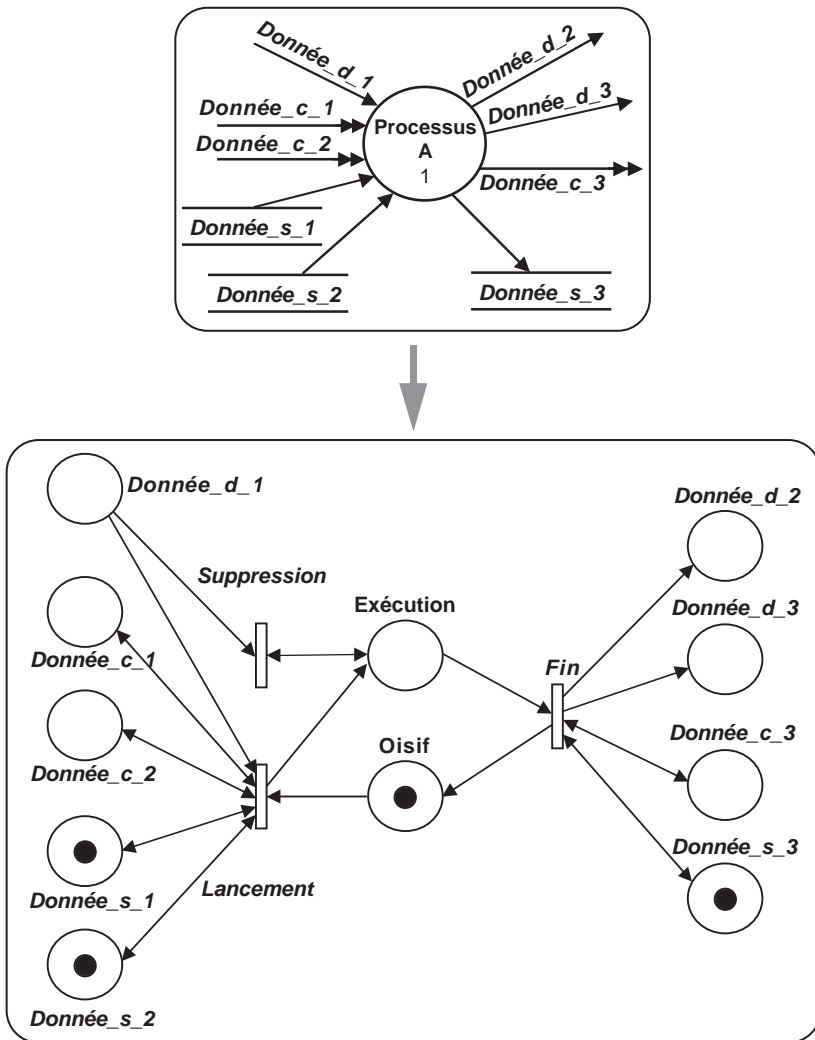 Donnée_d_1
Donnée_d_2
Donnée_d_3
Donnée_c_1
Donnée_c_2
Processus
A
1
Donnée_c_3
Donnée_s_1
Donnée_s_2
Donnée_s_3
Donnée_d_1
Donnée_d_2
Suppression
Exécution
Donnée_d_3
Donnée_c_1
Fin
Oisif
Donnée_c_3
Donnée_c_2
Donnée_s_3
Lancement
Donnée_s_1
Donnée_s_2